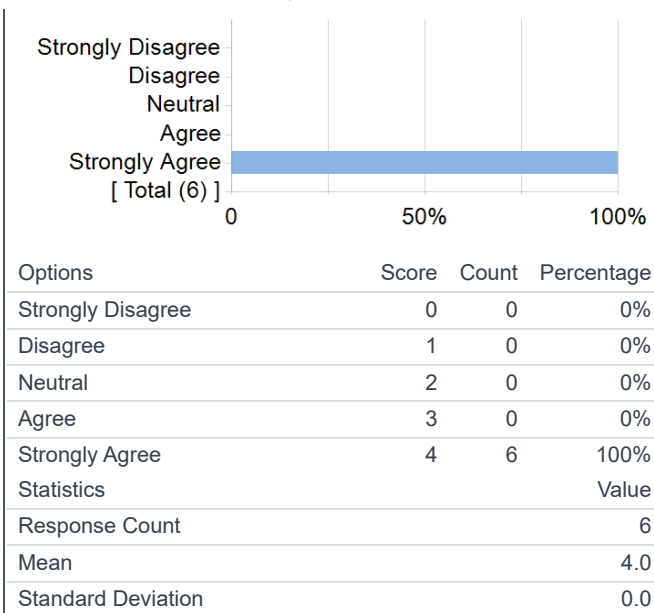 Strongly Disagree
Disagree
Neutral
Agree
Strongly Agree
[ Total (6) ]
0 50% 100%
Options Score Count Percentage
Strongly Disagree 0 0 0%
Disagree 1 0 0%
Neutral 2 0 0%
Agree 3 0 0%
Strongly Agree 4 6 100%
Statistics Value
Response Count 6
Mean 4.0
Standard Deviation 0.0